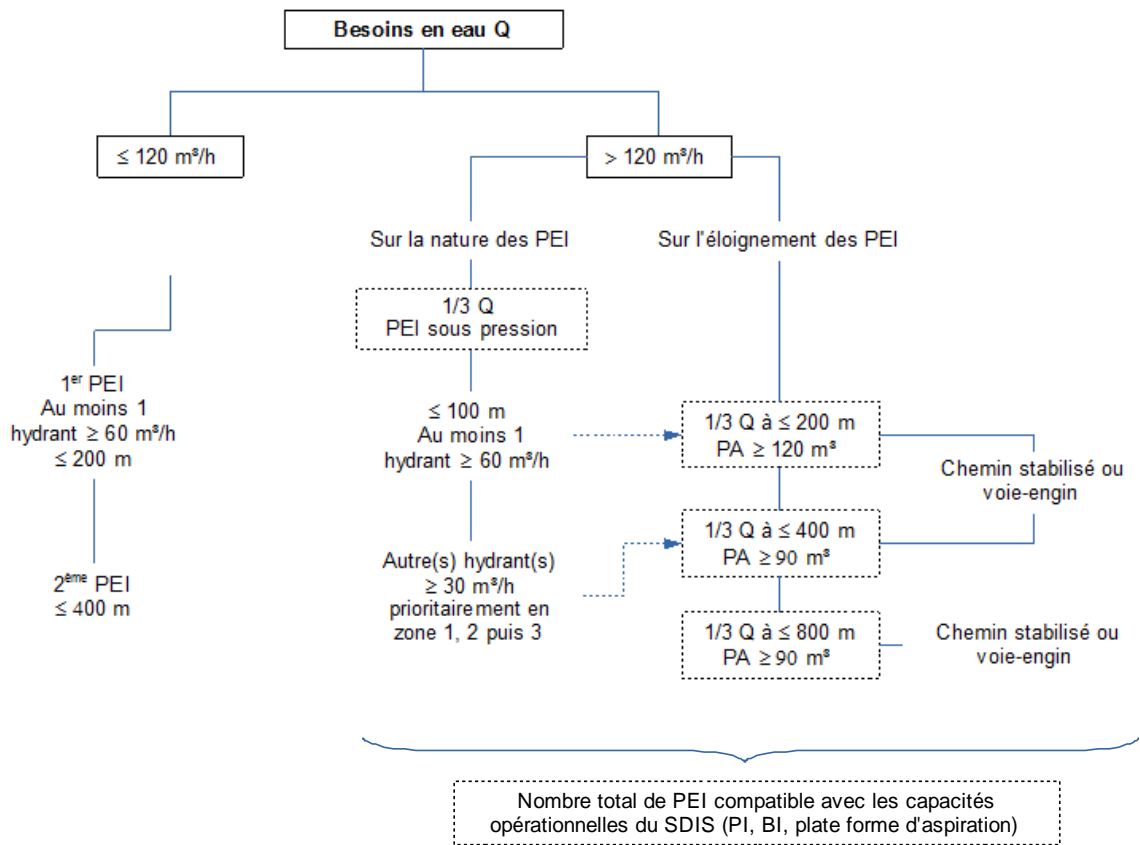 Besoins en eau Q
≤ 120 m³/h
> 120 m³/h
Sur la nature des PEI
Sur l'éloignement des PEI
1/3 Q
PEI sous pression
1er PEI
Au moins 1
hydrant ≥ 60 m³/h
≤ 200 m
≤ 100 m
Au moins 1
hydrant ≥ 60 m³/h
1/3 Q à ≤ 200 m
PA ≥ 120 m³
Chemin stabilisé ou
voie-engin
2ème PEI
≤ 400 m
Autre(s) hydrant(s)
≥ 30 m³/h
prioritairement en
zone 1, 2 puis 3
1/3 Q à ≤ 400 m
PA ≥ 90 m³
1/3 Q à ≤ 800 m
PA ≥ 90 m³
Chemin stabilisé ou
voie-engin
Nombre total de PEI compatible avec les capacités
opérationnelles du SDIS (PI, BI, plate forme d'aspiration)